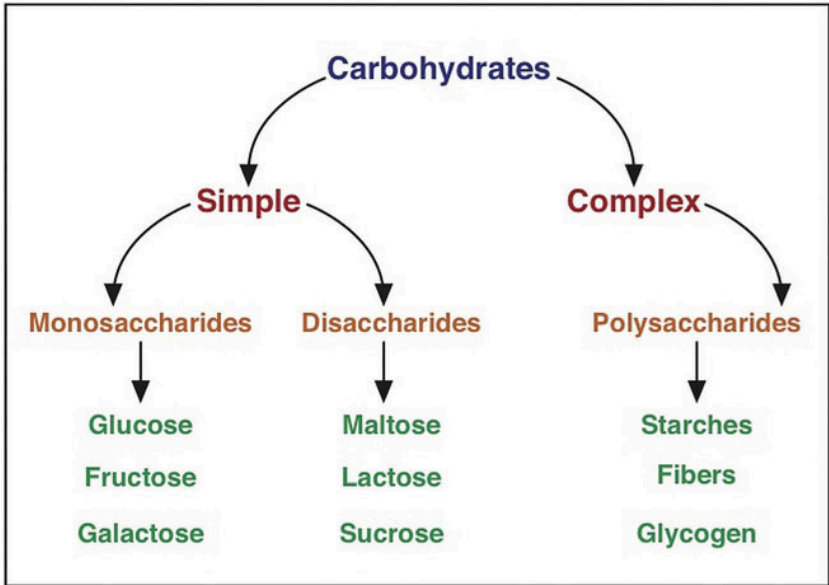 Carbohydrates
Simple
Complex
Monosaccharides
Disaccharides
Polysaccharides
Glucose
Maltose
Starches
Fructose
Lactose
Fibers
Galactose
Sucrose
Glycogen